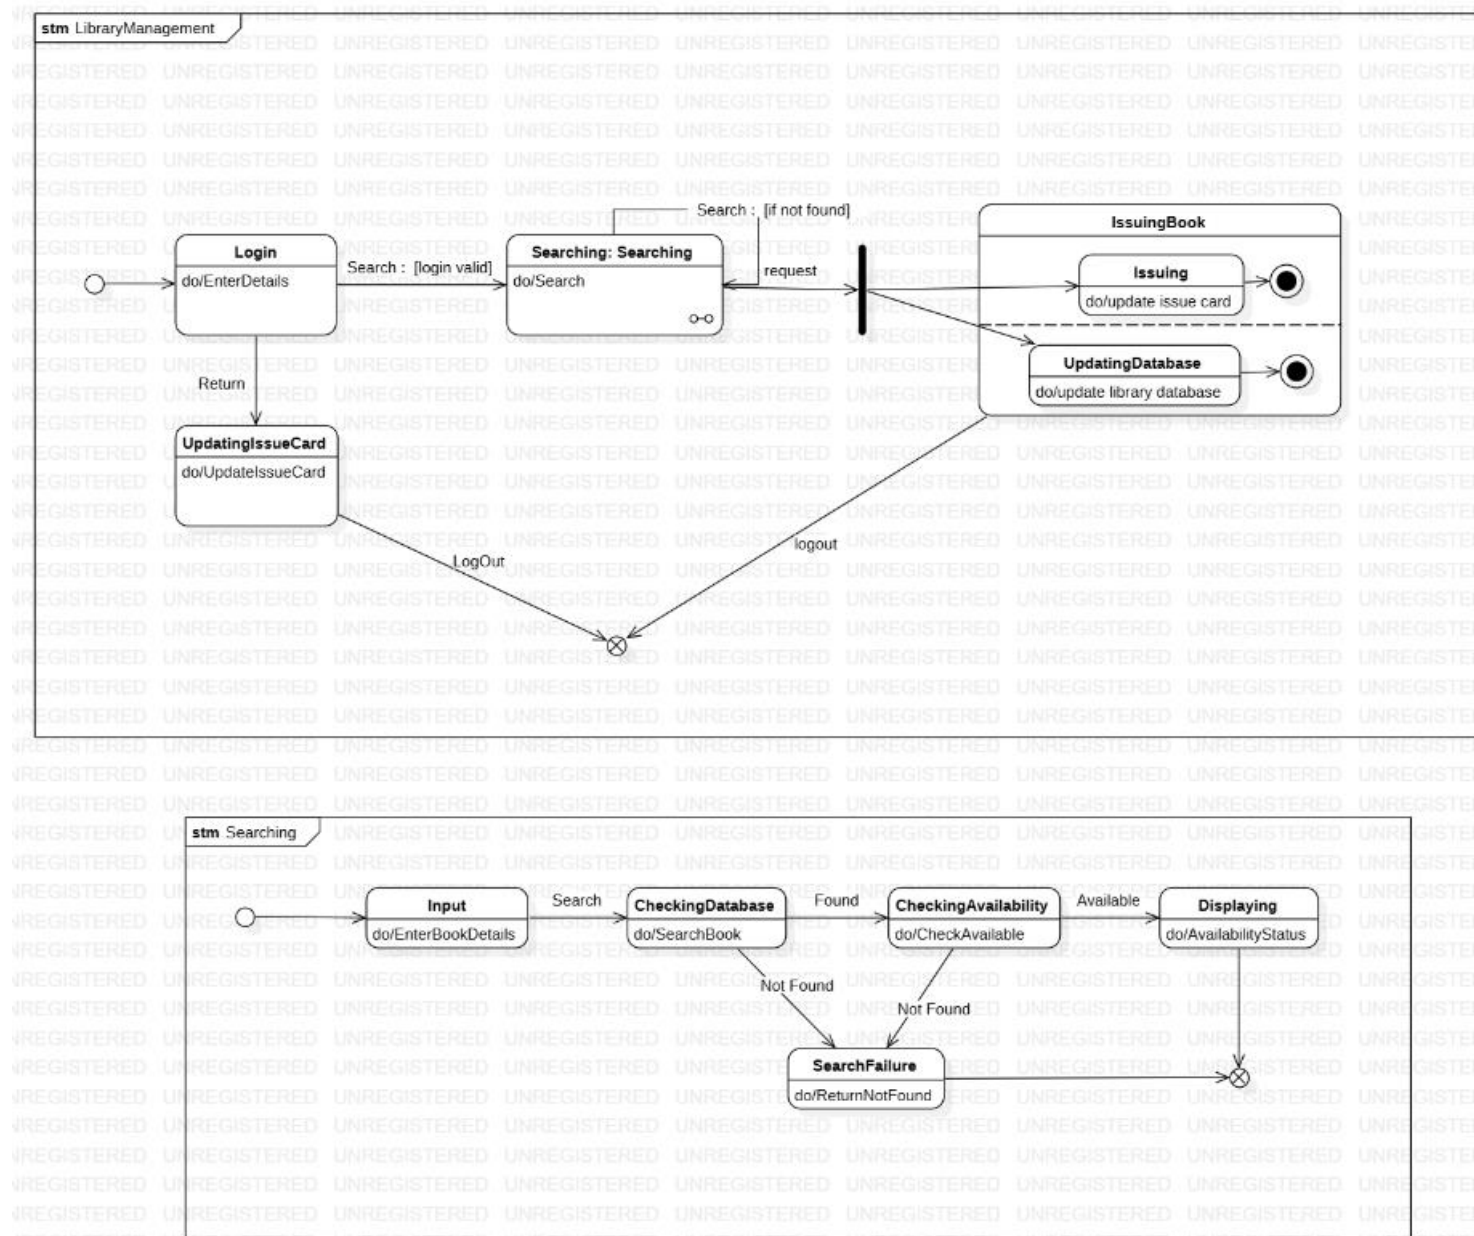 stm LibraryManagement
Search : [if not found]
IssuingBook
Login
do/EnterDetails
Search : [login valid]
Searching: Searching
do/Search
request
Issuing
do/update issue card
UpdatingDatabase
do/update library database
Return
UpdatingIssueCard
do/UpdateIssueCard
LogOut
logout
stm Searching
Input
do/EnterBookDetails
Search
CheckingDatabase
do/SearchBook
Found
CheckingAvailability
do/CheckAvailable
Available
Displaying
do/AvailabilityStatus
Not Found
Not Found
SearchFailure
do/ReturnNotFound
UNREGISTERED